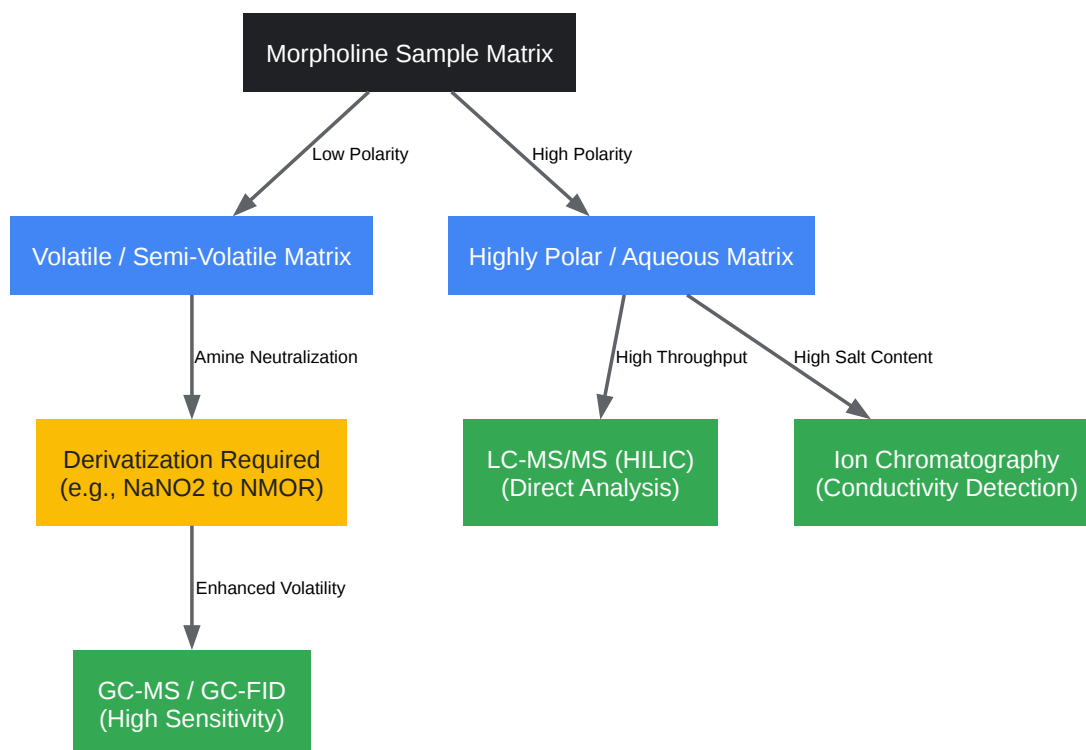 Morpholine Sample Matrix
Low Polarity
High Polarity
Volatile / Semi-Volatile Matrix
Highly Polar / Aqueous Matrix
Amine Neutralization
High Throughput
High Salt Content
Derivatization Required
(e.g., NaNO2 to NMOR)
LC-MS/MS (HILIC)
(Direct Analysis)
Ion Chromatography
(Conductivity Detection)
Enhanced Volatility
GC-MS / GC-FID
(High Sensitivity)